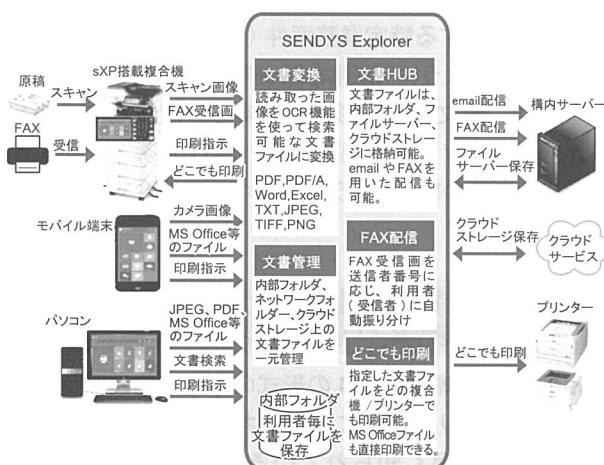 SENDYS Explorer
原稿
スキャン
sXP搭載複合機
スキャン画像
FAX受信画
FAX
受信
印刷指示
どこでも印刷
モバイル端末
カメラ画像
MS Office等
のファイル
印刷指示
パソコン
JPEG、PDF、
MS Office等
のファイル
文書検索
印刷指示
文書変換
読み取った画
像をOCR機能
を使って検索
可能な文書
ファイルに変換
PDF,PDF/A,
Word,Excel,
TXT,JPEG,
TIFF,PNG
文書管理
内部フォルダ、
ネットワークフォ
ルダー、クラウド
ストレージ上の
文書ファイルを
一元管理
内部フォルダ
利用者毎に
文書ファイルを
保存
文書HUB
文書ファイルは、
内部フォルダ、フ
ァイルサーバー、
クラウドストレー
ジに格納可能。
emailやFAXを
用いた配信も
可能。
FAX配信
FAX受信画を
送信者番号に
応じ、利用者
(受信者)に自
動振り分け
どこでも印刷
指定した文書ファ
イルをどの複合
機/プリンターで
も印刷可能。
MS Officeファイル
も直接印刷できる。
email配信
FAX配信
ファイル
サーバー保存
構内サーバー
クラウド
ストレージ保存
クラウド
サービス
プリンター
どこでも印刷